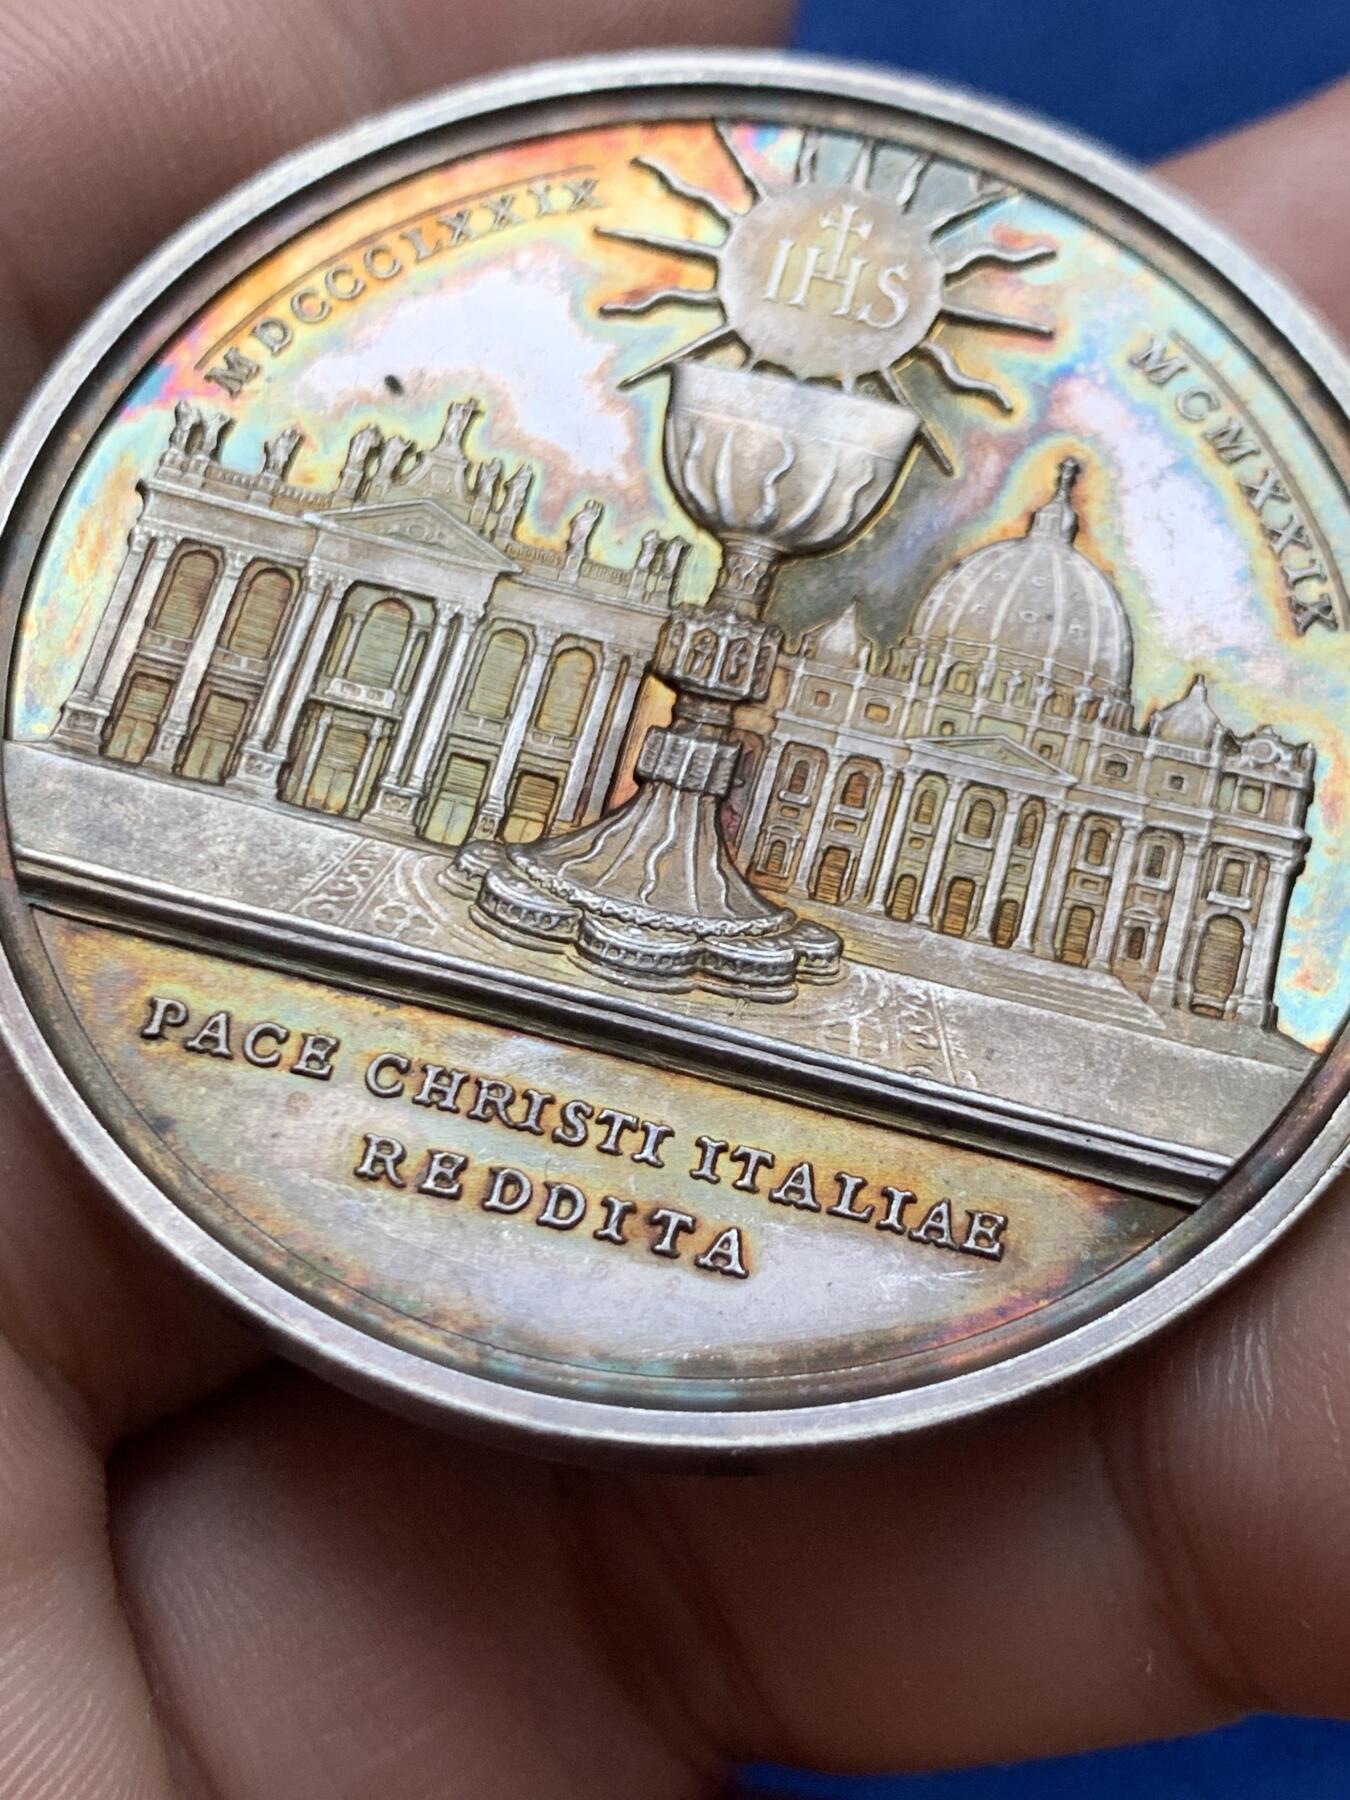 MDCCCLXXIX
IHS
MCMXXIX
PACE CHRISTI ITALIAE
REDDITA